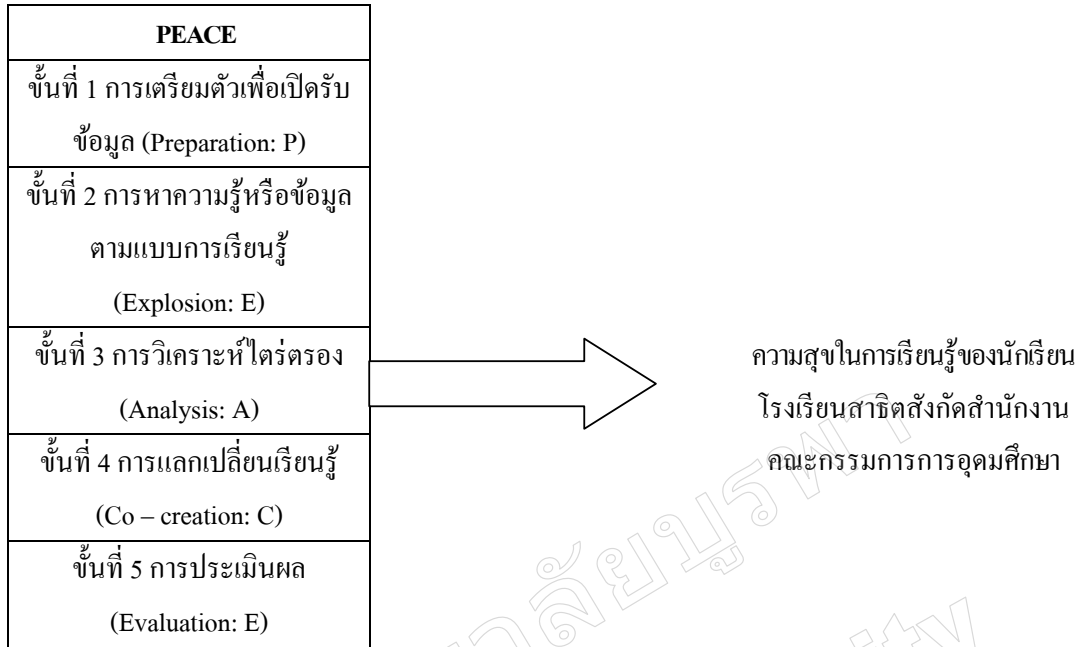 PEACE
ขั้นที่ 1 การเตรียมตัวเพื่อเปิดรับ
ข้อมูล (Preparation: P)
ขั้นที่ 2 การหาความรู้หรือข้อมูล
ตามแบบการเรียนรู้
(Explosion: E)
ขั้นที่ 3 การวิเคราะห์ไตร่ตรอง
(Analysis: A)
ขั้นที่ 4 การแลกเปลี่ยนเรียนรู้
(Co – creation: C)
ขั้นที่ 5 การประเมินผล
(Evaluation: E)
ความสุขในการเรียนรู้ของนักเรียน
โรงเรียนสาธิตสังกัดสำนักงาน
คณะกรรมการการอุดมศึกษา